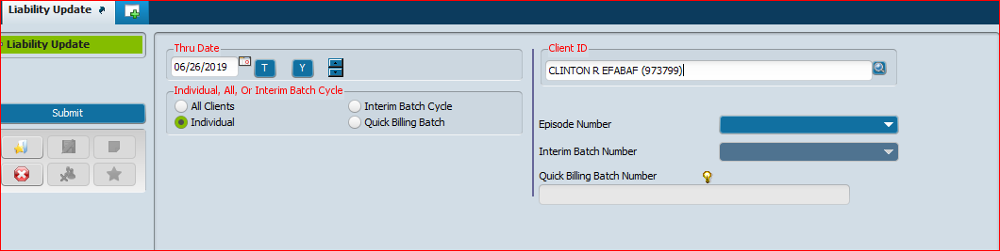 Liability Update
Liability Update
Submit
Thru Date
06/26/2019
T
Y
Individual, All, Or Interim Batch Cycle
All Clients
Interim Batch Cycle
Individual
Quick Billing Batch
Client ID
CLINTON R EFABAF (973799)
Episode Number
Interim Batch Number
Quick Billing Batch Number